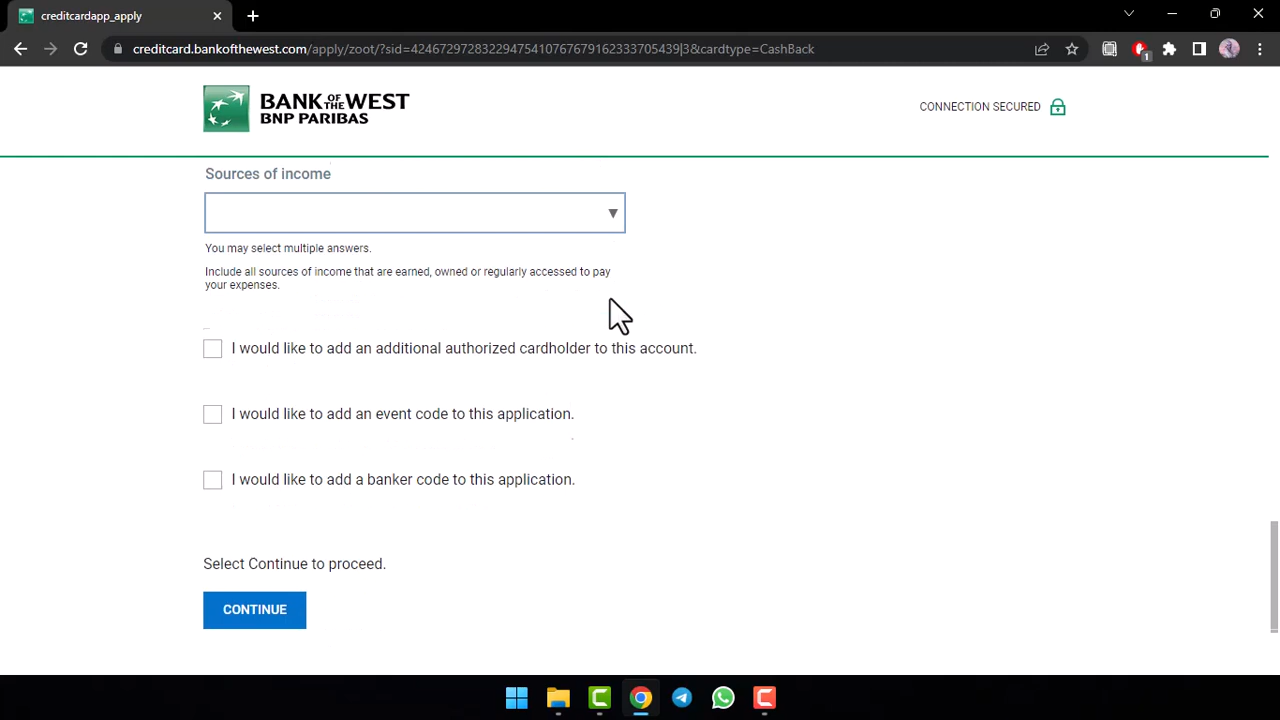 creditcardapp_apply
creditcard.bankofthewest.com/apply/zoot/?sid=4246729728322947541076767916233370543​9|3&cardtype=CashBack
1
BANK OF THE WEST
BNP PARIBAS
CONNECTION SECURED
Sources of income
You may select multiple answers.
Include all sources of income that are earned, owned or regularly accessed to pay
your expenses.
I would like to add an additional authorized cardholder to this account.
I would like to add an event code to this application.
I would like to add a banker code to this application.
Select Continue to proceed.
CONTINUE